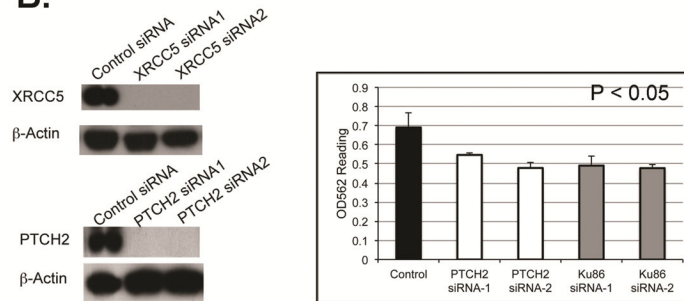 B.
Control siRNA
XRCC5 siRNA1
XRCC5 siRNA2
XRCC5
β-Actin
Control siRNA
PTCH2 siRNA1
PTCH2 siRNA2
PTCH2
β-Actin
P < 0.05
OD562 Reading
0.9
0.8
0.7
0.6
0.5
0.4
0.3
0.2
0.1
0
Control
PTCH2 siRNA-1
PTCH2 siRNA-2
Ku86 siRNA-1
Ku86 siRNA-2